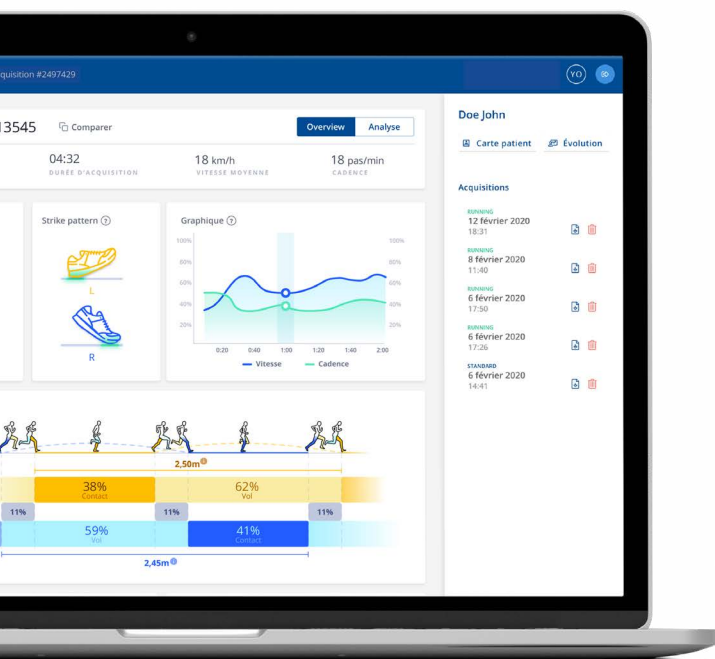 quisition #2497429
YO
13545
Comparer
Overview
Analyse
04:32
DURÉE D'ACQUISITION
18 km/h
VITESSE MOYENNE
18 pas/min
CADENCE
Strike pattern ?
L
R
Graphique ?
100%
80%
60%
40%
20%
100%
80%
60%
40%
20%
0:20 0:40 1:00 1:20 1:40 2:00
Vitesse
Cadence
2,50m
38%
Contact
62%
Vol
11%
11%
11%
59%
Vol
41%
Contact
2,45m
Doe John
Carte patient
Évolution
Acquisitions
RUNNING
12 février 2020
18:31
RUNNING
8 février 2020
11:40
RUNNING
6 février 2020
17:50
RUNNING
6 février 2020
17:26
STANDARD
6 février 2020
14:41